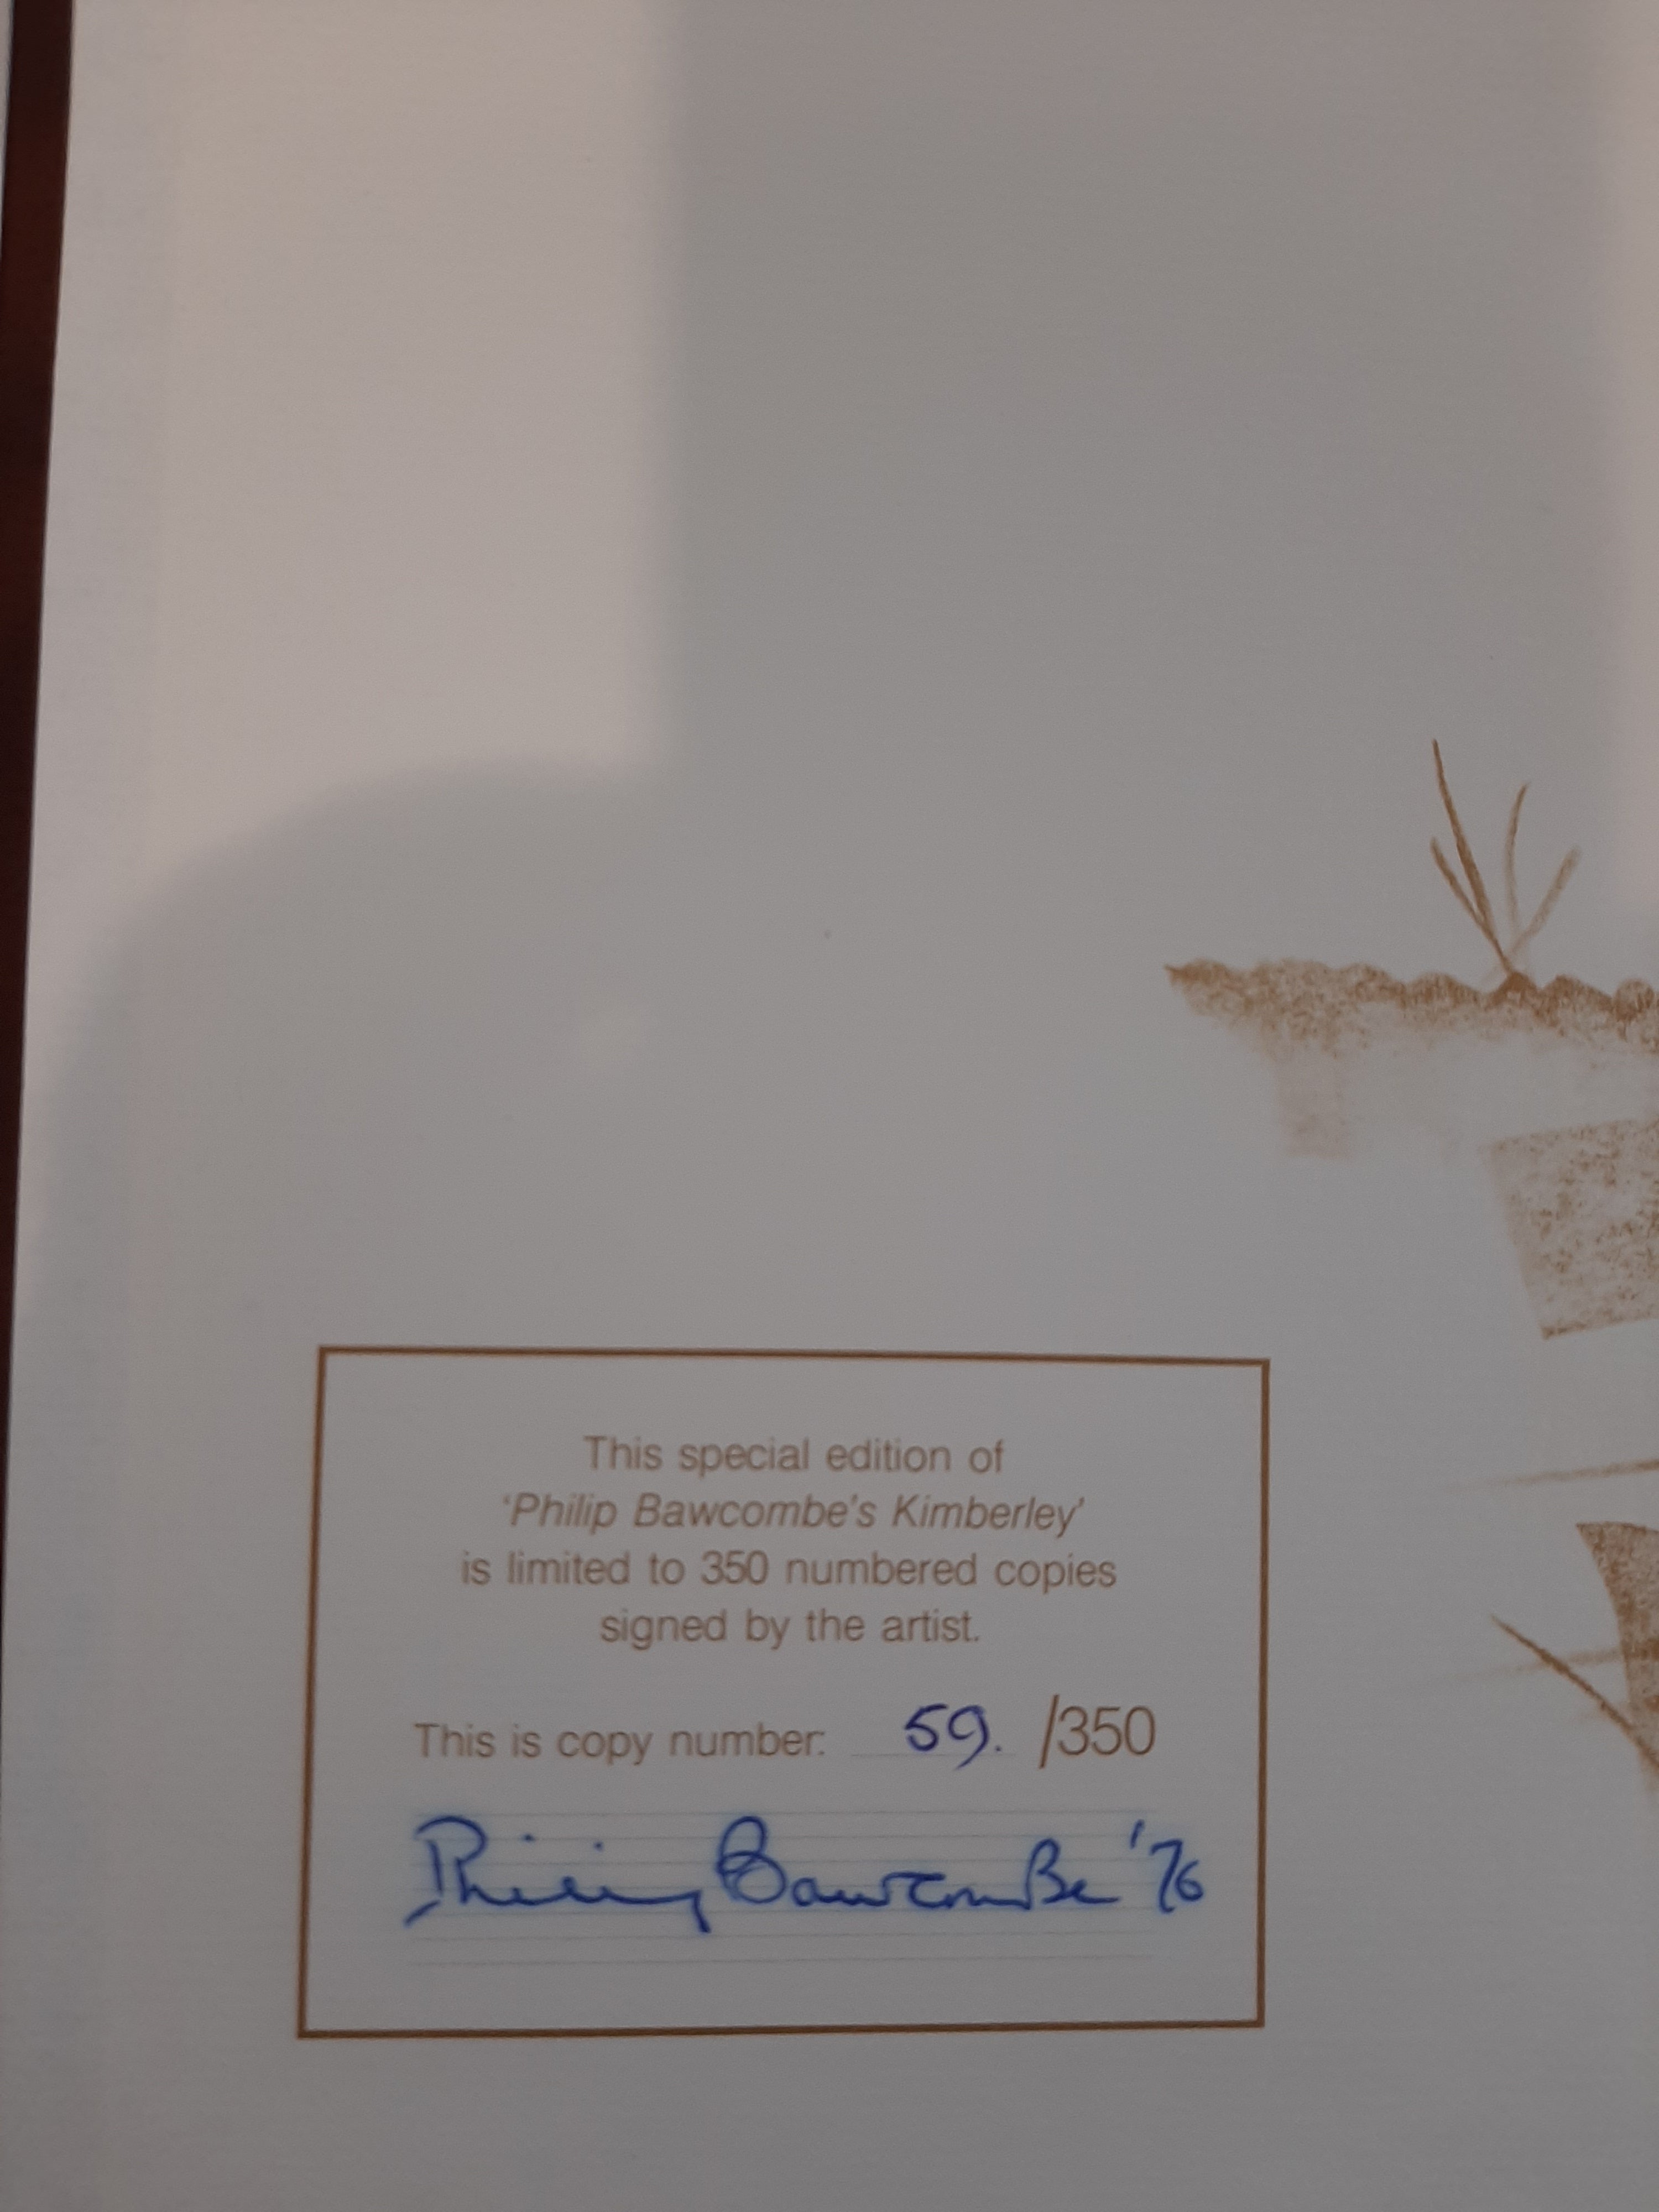 This special edition of
'Philip Bawcombe's Kimberley'
is limited to 350 numbered copies
signed by the artist.
This is copy number: 59. /350
Philip Bawcombe '76